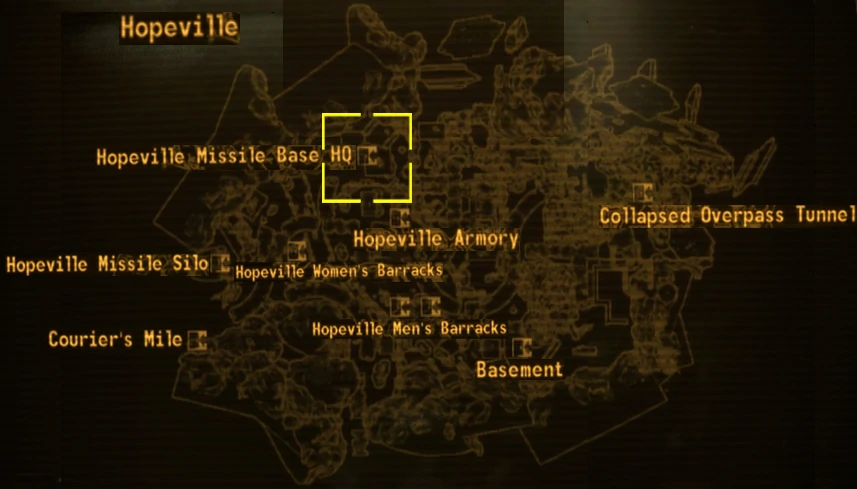 Hopeville
Hopeville Missile Base HQ
Collapsed Overpass Tunnel
Hopeville Armory
Hopeville Missile Silo
Hopeville Women's Barracks
Hopeville Men's Barracks
Courier's Mile
Basement